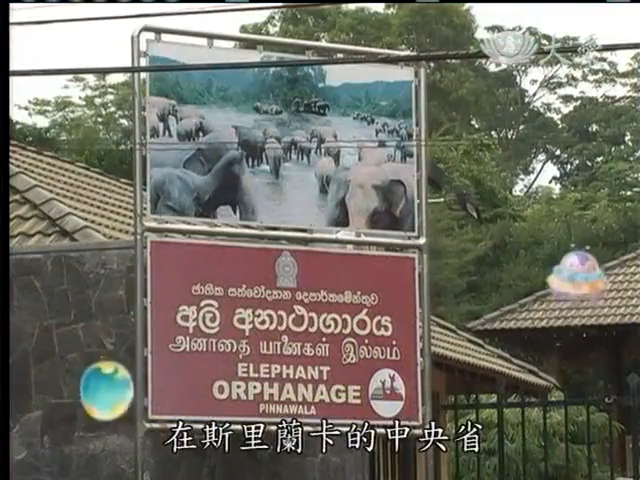 大
ජාතික සත්වෝද්‍යාන දෙපාර්තමේන්තුව
අලි අනාථාගාරය
அனாதை யானைகள் இல்லம்
ELEPHANT
ORPHANAGE
PINNAWALA
在斯里蘭卡的中央省